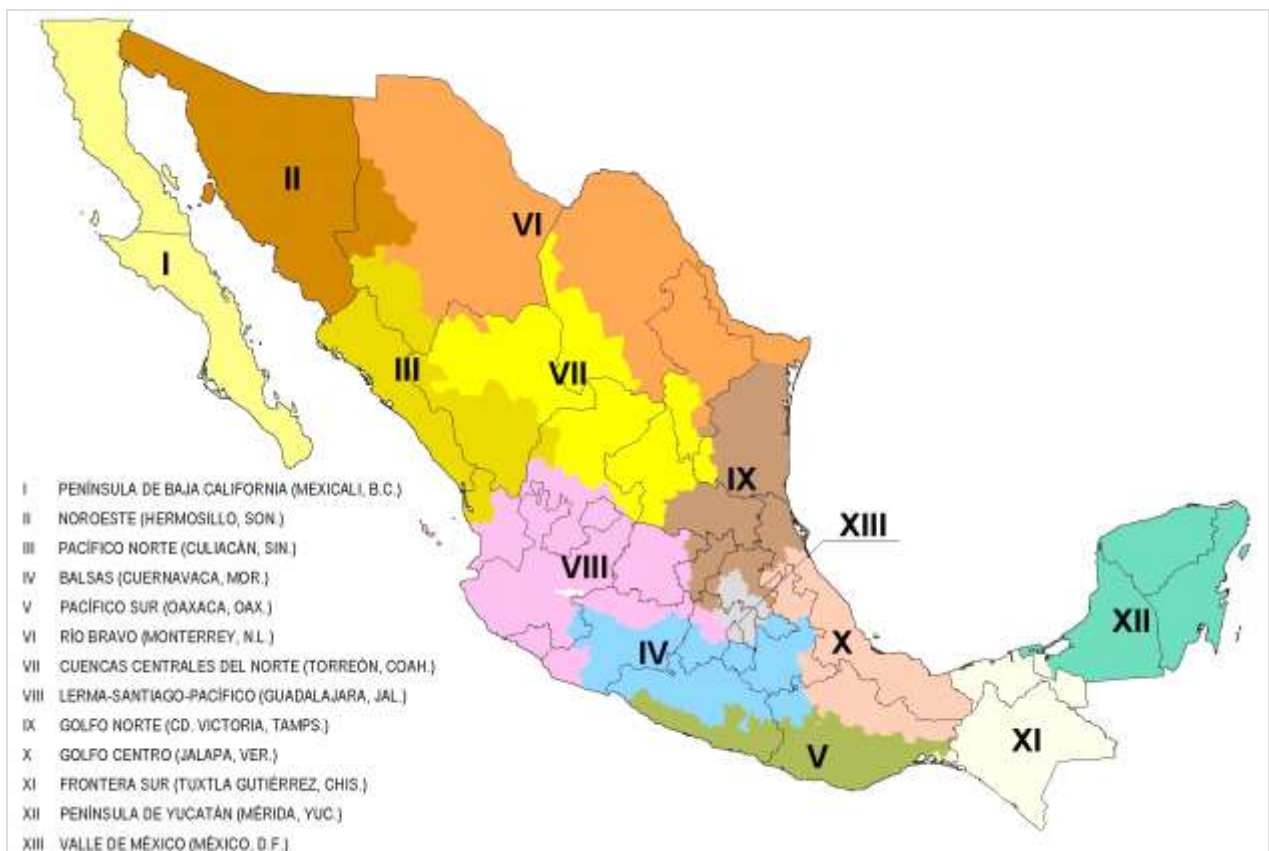 II
VI
I
III
VII
IX
XIII
VIII
XII
IV
X
V
XI
I PENÍNSULA DE BAJA CALIFORNIA (MEXICALI, B.C.)
II NOROESTE (HERMOSILLO, SON.)
III PACÍFICO NORTE (CULIACÁN, SIN.)
IV BALSAS (CUERNAVACA, MOR.)
V PACÍFICO SUR (OAXACA, OAX.)
VI RÍO BRAVO (MONTERREY, N.L.)
VII CUENCAS CENTRALES DEL NORTE (TORREÓN, COAH.)
VIII LERMA-SANTIAGO-PACÍFICO (GUADALAJARA, JAL.)
IX GOLFO NORTE (CD. VICTORIA, TAMPS.)
X GOLFO CENTRO (JALAPA, VER.)
XI FRONTERA SUR (TUXTLA GUTIÉRREZ, CHIS.)
XII PENÍNSULA DE YUCATÁN (MÉRIDA, YUC.)
XIII VALLE DE MÉXICO (MÉXICO, D.F.)